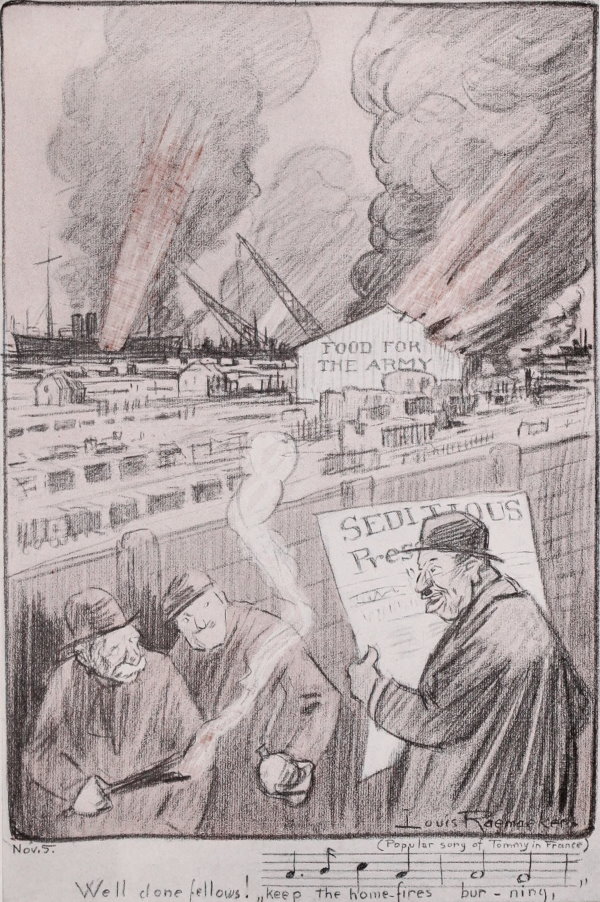 FOOD FOR
THE ARMY
SEDITIOUS
Press
Louis Raemaekers
Nov. 5.
(Popular song of Tommy in France)
Well done fellows! „keep the home-fires bur-ning,”